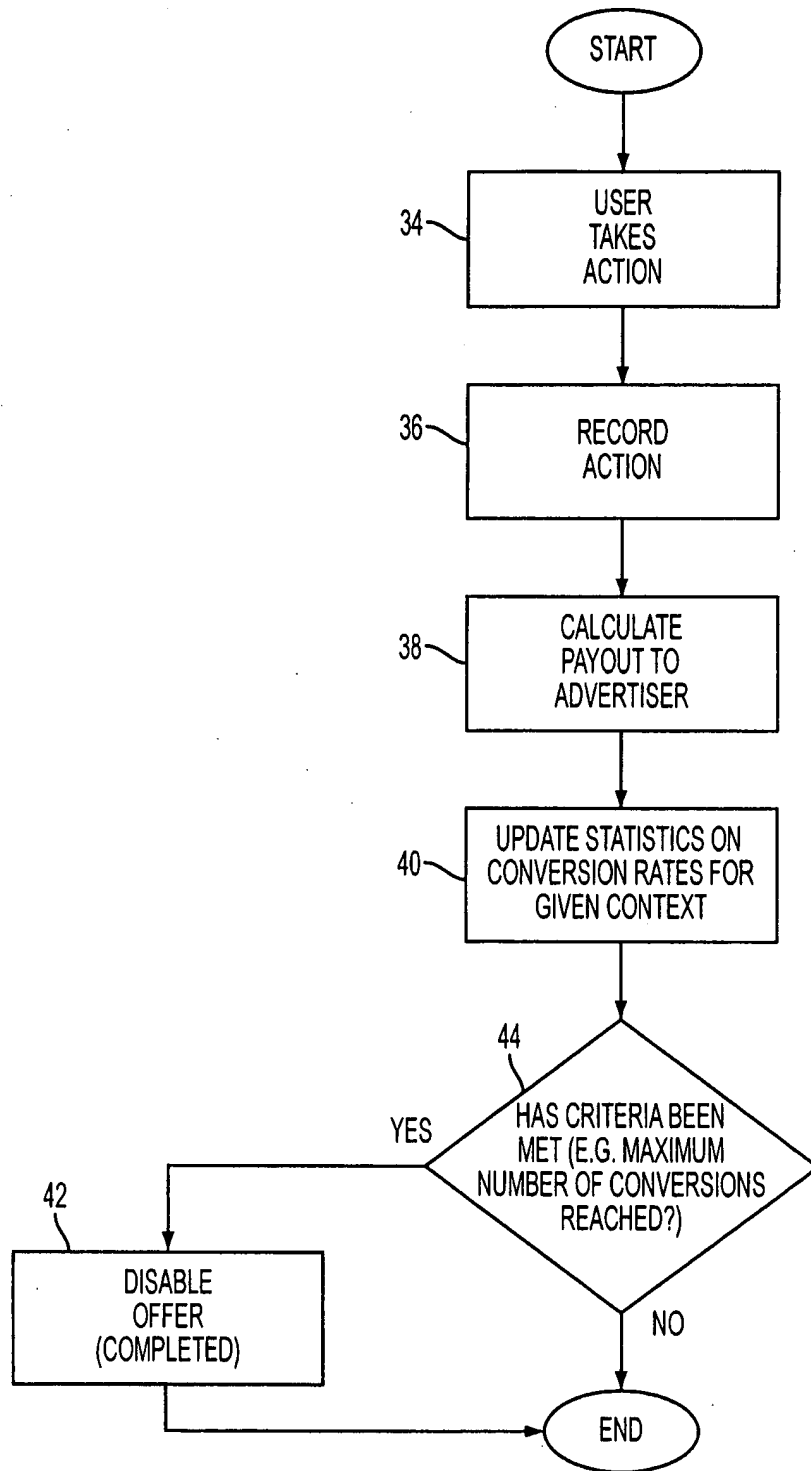 START
34
USER
TAKES
ACTION
36
RECORD
ACTION
38
CALCULATE
PAYOUT TO
ADVERTISER
40
UPDATE STATISTICS ON
CONVERSION RATES FOR
GIVEN CONTEXT
44
HAS CRITERIA BEEN
MET (E.G. MAXIMUM
NUMBER OF CONVERSIONS
REACHED?)
YES
42
DISABLE
OFFER
(COMPLETED)
NO
END